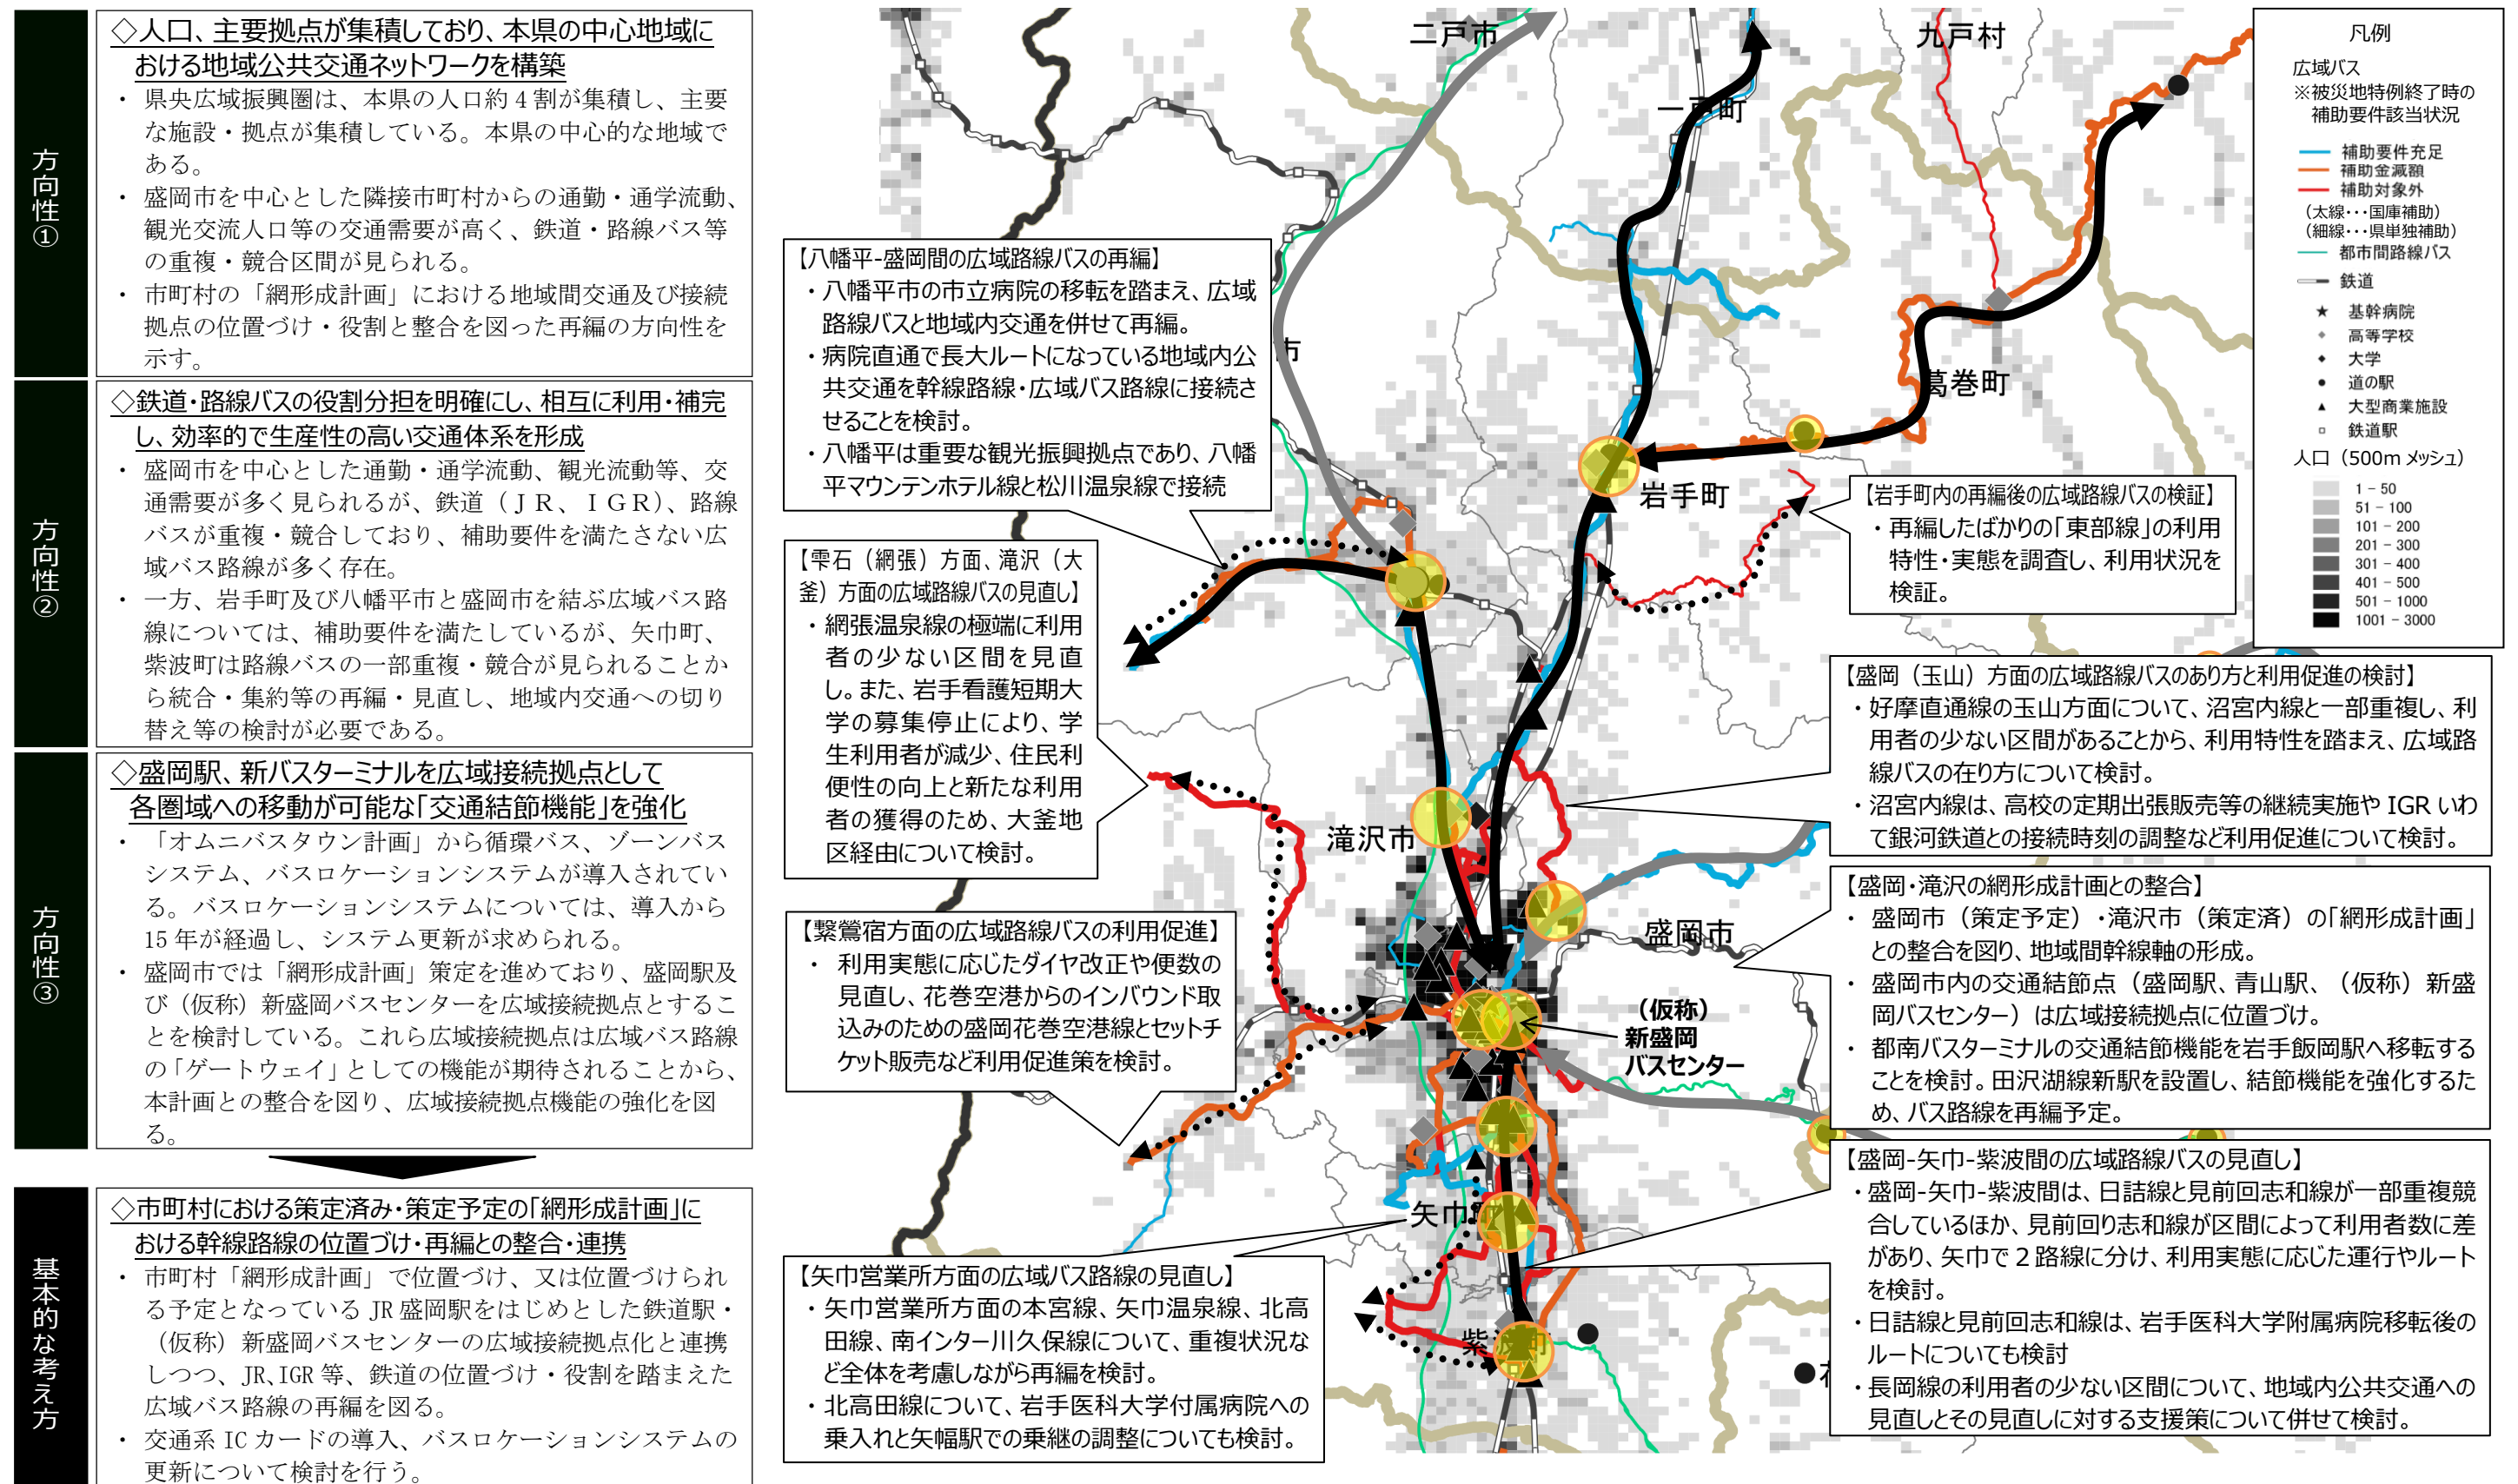 方向性①
◇人口、主要拠点が集積しており、本県の中心地域に
おける地域公共交通ネットワークを構築
・ 県央広域振興圏は、本県の人口約４割が集積し、主要
な施設・拠点が集積している。本県の中心的な地域で
ある。
・ 盛岡市を中心とした隣接市町村からの通勤・通学流動、
観光交流人口等の交通需要が高く、鉄道・路線バス等
の重複・競合区間が見られる。
・ 市町村の「網形成計画」における地域間交通及び接続
拠点の位置づけ・役割と整合を図った再編の方向性を
示す。
方向性②
◇鉄道・路線バスの役割分担を明確にし、相互に利用・補完
し、効率的で生産性の高い交通体系を形成
・ 盛岡市を中心とした通勤・通学流動、観光流動等、交
通需要が多く見られるが、鉄道（ＪＲ、ＩＧＲ）、路線
バスが重複・競合しており、補助要件を満たさない広
域バス路線が多く存在。
・ 一方、岩手町及び八幡平市と盛岡市を結ぶ広域バス路
線については、補助要件を満たしているが、矢巾町、
紫波町は路線バスの一部重複・競合が見られることか
ら統合・集約等の再編・見直し、地域内交通への切り
替え等の検討が必要である。
方向性③
◇盛岡駅、新バスターミナルを広域接続拠点として
各圏域への移動が可能な「交通結節機能」を強化
・ 「オムニバスタウン計画」から循環バス、ゾーンバス
システム、バスロケーションシステムが導入されてい
る。バスロケーションシステムについては、導入から
15 年が経過し、システム更新が求められる。
・ 盛岡市では「網形成計画」策定を進めており、盛岡駅及
び（仮称）新盛岡バスセンターを広域接続拠点とするこ
とを検討している。これら広域接続拠点は広域バス路線
の「ゲートウェイ」としての機能が期待されることから、
本計画との整合を図り、広域接続拠点機能の強化を図
る。
基本的な考え方
◇市町村における策定済み・策定予定の「網形成計画」に
おける幹線路線の位置づけ・再編との整合・連携
・ 市町村「網形成計画」で位置づけ、又は位置づけられ
る予定となっている JR 盛岡駅をはじめとした鉄道駅・
（仮称）新盛岡バスセンターの広域接続拠点化と連携
しつつ、JR、IGR 等、鉄道の位置づけ・役割を踏まえた
広域バス路線の再編を図る。
・ 交通系 IC カードの導入、バスロケーションシステムの
更新について検討を行う。
二戸市
一戸町
九戸村
葛巻町
岩手町
市
滝沢市
盛岡市
矢巾町
紫波町
（仮称）
新盛岡
バスセンター
【八幡平-盛岡間の広域路線バスの再編】
・八幡平市の市立病院の移転を踏まえ、広域
路線バスと地域内交通を併せて再編。
・病院直通で長大ルートになっている地域内公
共交通を幹線路線・広域バス路線に接続さ
せることを検討。
・八幡平は重要な観光振興拠点であり、八幡
平マウンテンホテル線と松川温泉線で接続
【雫石（網張）方面、滝沢（大
釜）方面の広域路線バスの見直し】
・網張温泉線の極端に利用
者の少ない区間を見直
し。また、岩手看護短期大
学の募集停止により、学
生利用者が減少、住民利
便性の向上と新たな利用
者の獲得のため、大釜地
区経由について検討。
【繋鶯宿方面の広域路線バスの利用促進】
・ 利用実態に応じたダイヤ改正や便数の
見直し、花巻空港からのインバウンド取
込みのための盛岡花巻空港線とセットチ
ケット販売など利用促進策を検討。
【矢巾営業所方面の広域バス路線の見直し】
・矢巾営業所方面の本宮線、矢巾温泉線、北高
田線、南インター川久保線について、重複状況な
ど全体を考慮しながら再編を検討。
・北高田線について、岩手医科大学付属病院への
乗入れと矢幅駅での乗継の調整についても検討。
凡例
広域バス
※被災地特例終了時の
補助要件該当状況
補助要件充足
補助金減額
補助対象外
（太線・・・国庫補助）
（細線・・・県単独補助）
都市間路線バス
鉄道
基幹病院
高等学校
大学
道の駅
大型商業施設
鉄道駅
人口（500m メッシュ）
1 － 50
51 － 100
101 － 200
201 － 300
301 － 400
401 － 500
501 － 1000
1001 － 3000
【岩手町内の再編後の広域路線バスの検証】
・再編したばかりの「東部線」の利用
特性・実態を調査し、利用状況を
検証。
【盛岡（玉山）方面の広域路線バスのあり方と利用促進の検討】
・好摩直通線の玉山方面について、沼宮内線と一部重複し、利
用者の少ない区間があることから、利用特性を踏まえ、広域路
線バスの在り方について検討。
・沼宮内線は、高校の定期出張販売等の継続実施や IGR いわ
て銀河鉄道との接続時刻の調整など利用促進について検討。
【盛岡・滝沢の網形成計画との整合】
・ 盛岡市（策定予定）・滝沢市（策定済）の「網形成計画」
との整合を図り、地域間幹線軸の形成。
・ 盛岡市内の交通結節点（盛岡駅、青山駅、（仮称）新盛
岡バスセンター）は広域接続拠点に位置づけ。
・ 都南バスターミナルの交通結節機能を岩手飯岡駅へ移転する
ことを検討。田沢湖線新駅を設置し、結節機能を強化するた
め、バス路線を再編予定。
【盛岡-矢巾-紫波間の広域路線バスの見直し】
・盛岡-矢巾-紫波間は、日詰線と見前回志和線が一部重複競
合しているほか、見前回り志和線が区間によって利用者数に差
があり、矢巾で２路線に分け、利用実態に応じた運行やルート
を検討。
・日詰線と見前回志和線は、岩手医科大学附属病院移転後の
ルートについても検討
・長岡線の利用者の少ない区間について、地域内公共交通への
見直しとその見直しに対する支援策について併せて検討。